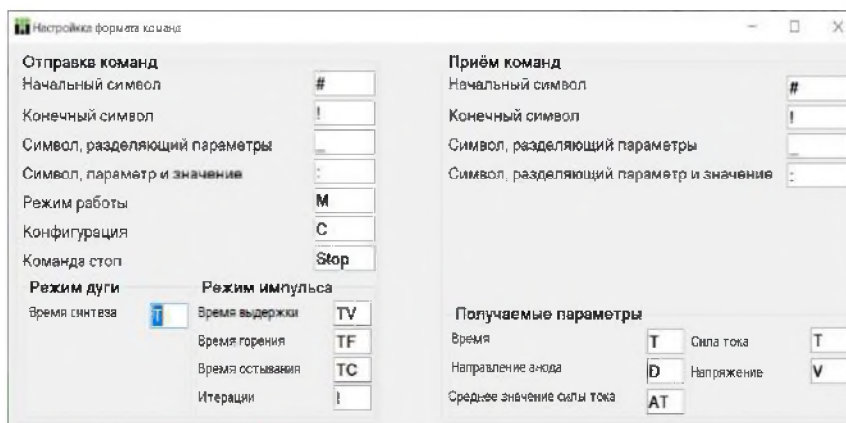 Настройка формата команд
Отправка команд
Начальный символ #
Конечный символ !
Символ, разделяющий параметры _
Символ, параметр и значение :
Режим работы M
Конфигурация C
Команда стоп Stop
Режим дуги
Время синтеза T
Режим импульса
Время выдержки TV
Время горения TF
Время остывания TC
Итерации
Приём команд
Начальный символ #
Конечный символ !
Символ, разделяющий параметры _
Символ, разделяющий параметр и значение :
Получаемые параметры
Время T Сила тока T
Направление анода D Напряжение V
Среднее значение силы тока AT